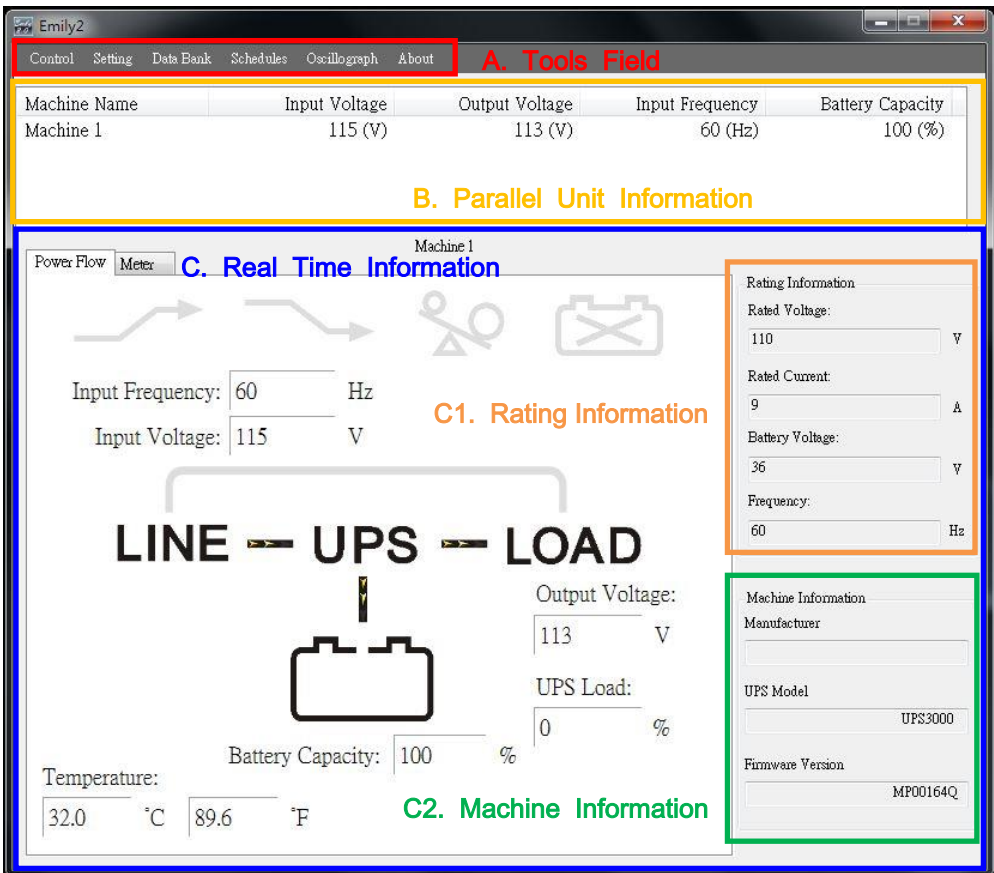 Emily2
Control Setting Data Bank Schedules Oscillograph About
A. Tools Field
Machine Name Input Voltage Output Voltage Input Frequency Battery Capacity
Machine 1 115 (V) 113 (V) 60 (Hz) 100 (%)
B. Parallel Unit Information
Machine 1
Power Flow Meter
C. Real Time Information
Input Frequency: 60 Hz
Input Voltage: 115 V
LINE UPS LOAD
Output Voltage:
113 V
UPS Load:
0 %
Battery Capacity: 100 %
Temperature:
32.0 °C 89.6 °F
C1. Rating Information
Rating Information
Rated Voltage:
110 V
Rated Current:
9 A
Battery Voltage:
36 V
Frequency:
60 Hz
C2. Machine Information
Machine Information
Manufacturer
UPS Model
UPS3000
Firmware Version
MP00164Q